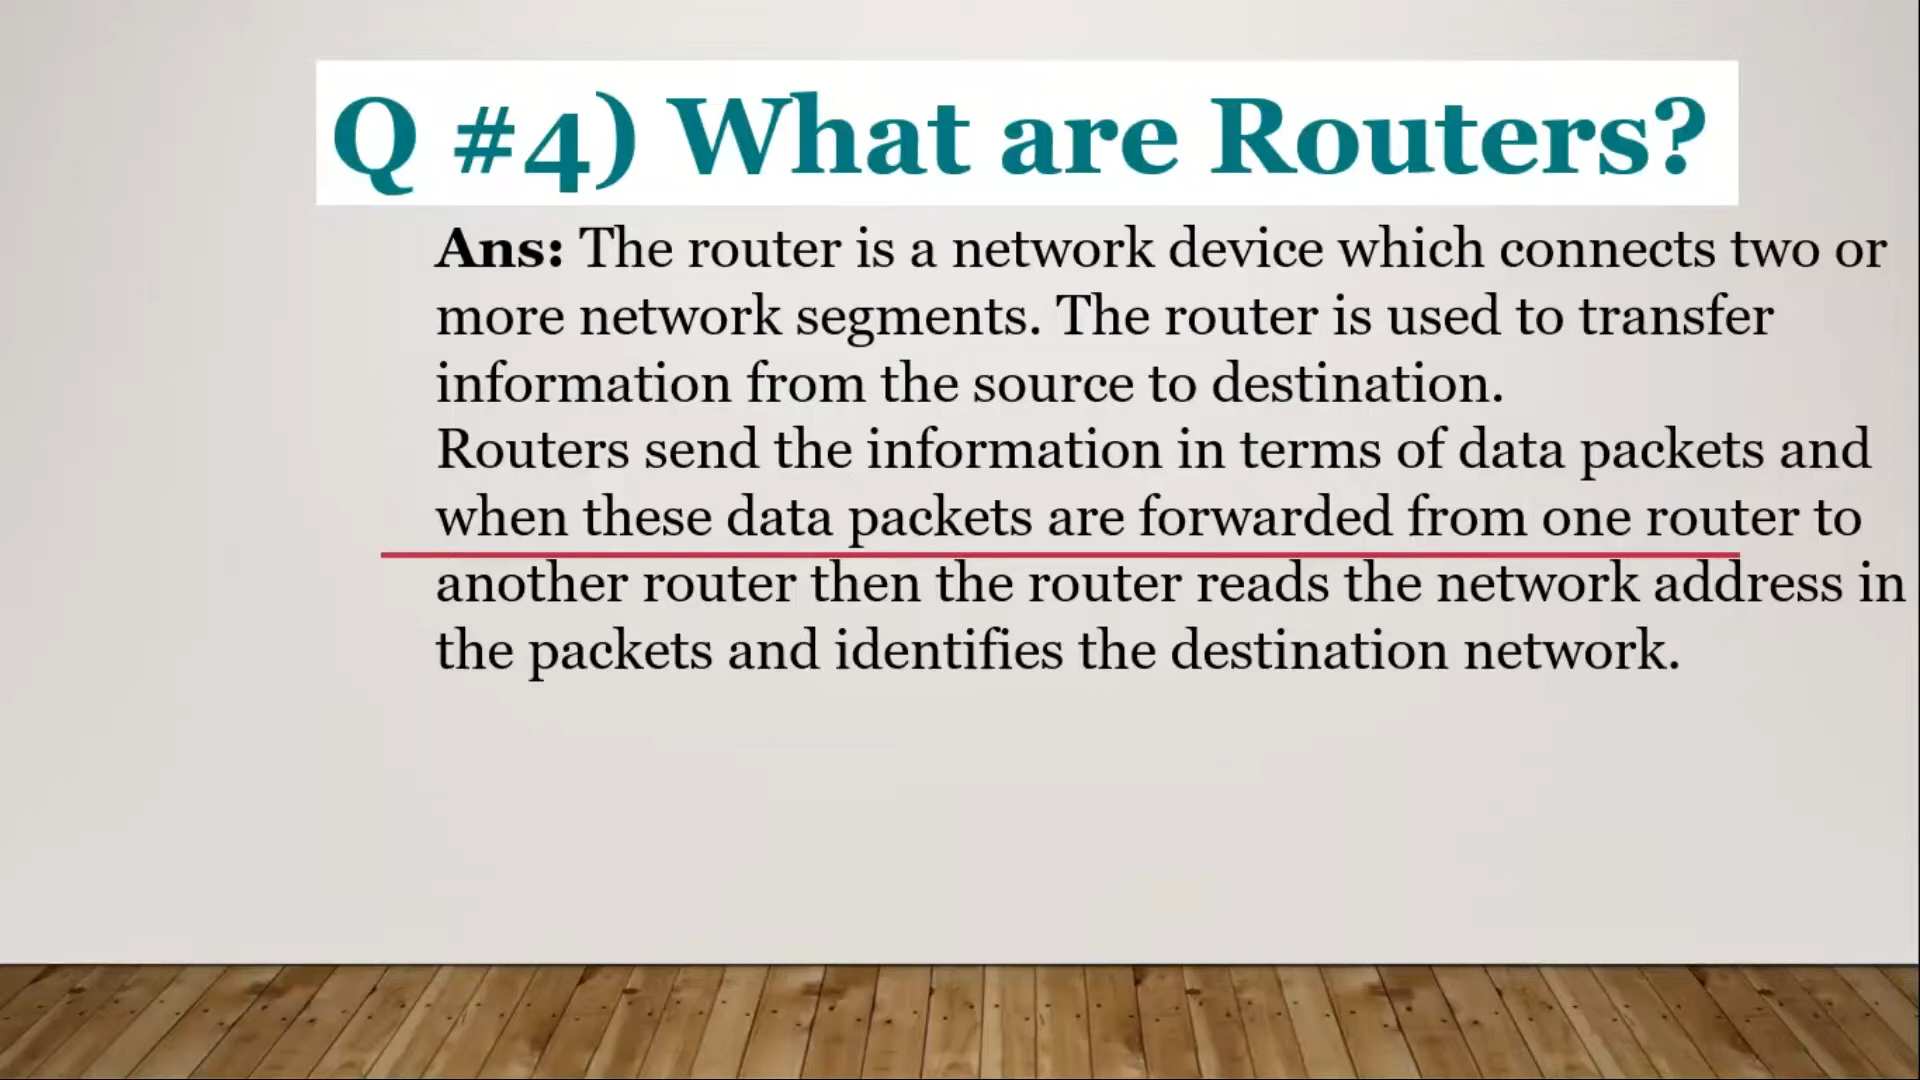 Q #4) What are Routers?
Ans: The router is a network device which connects two or
more network segments. The router is used to transfer
information from the source to destination.
Routers send the information in terms of data packets and
when these data packets are forwarded from one router to
another router then the router reads the network address in
the packets and identifies the destination network.